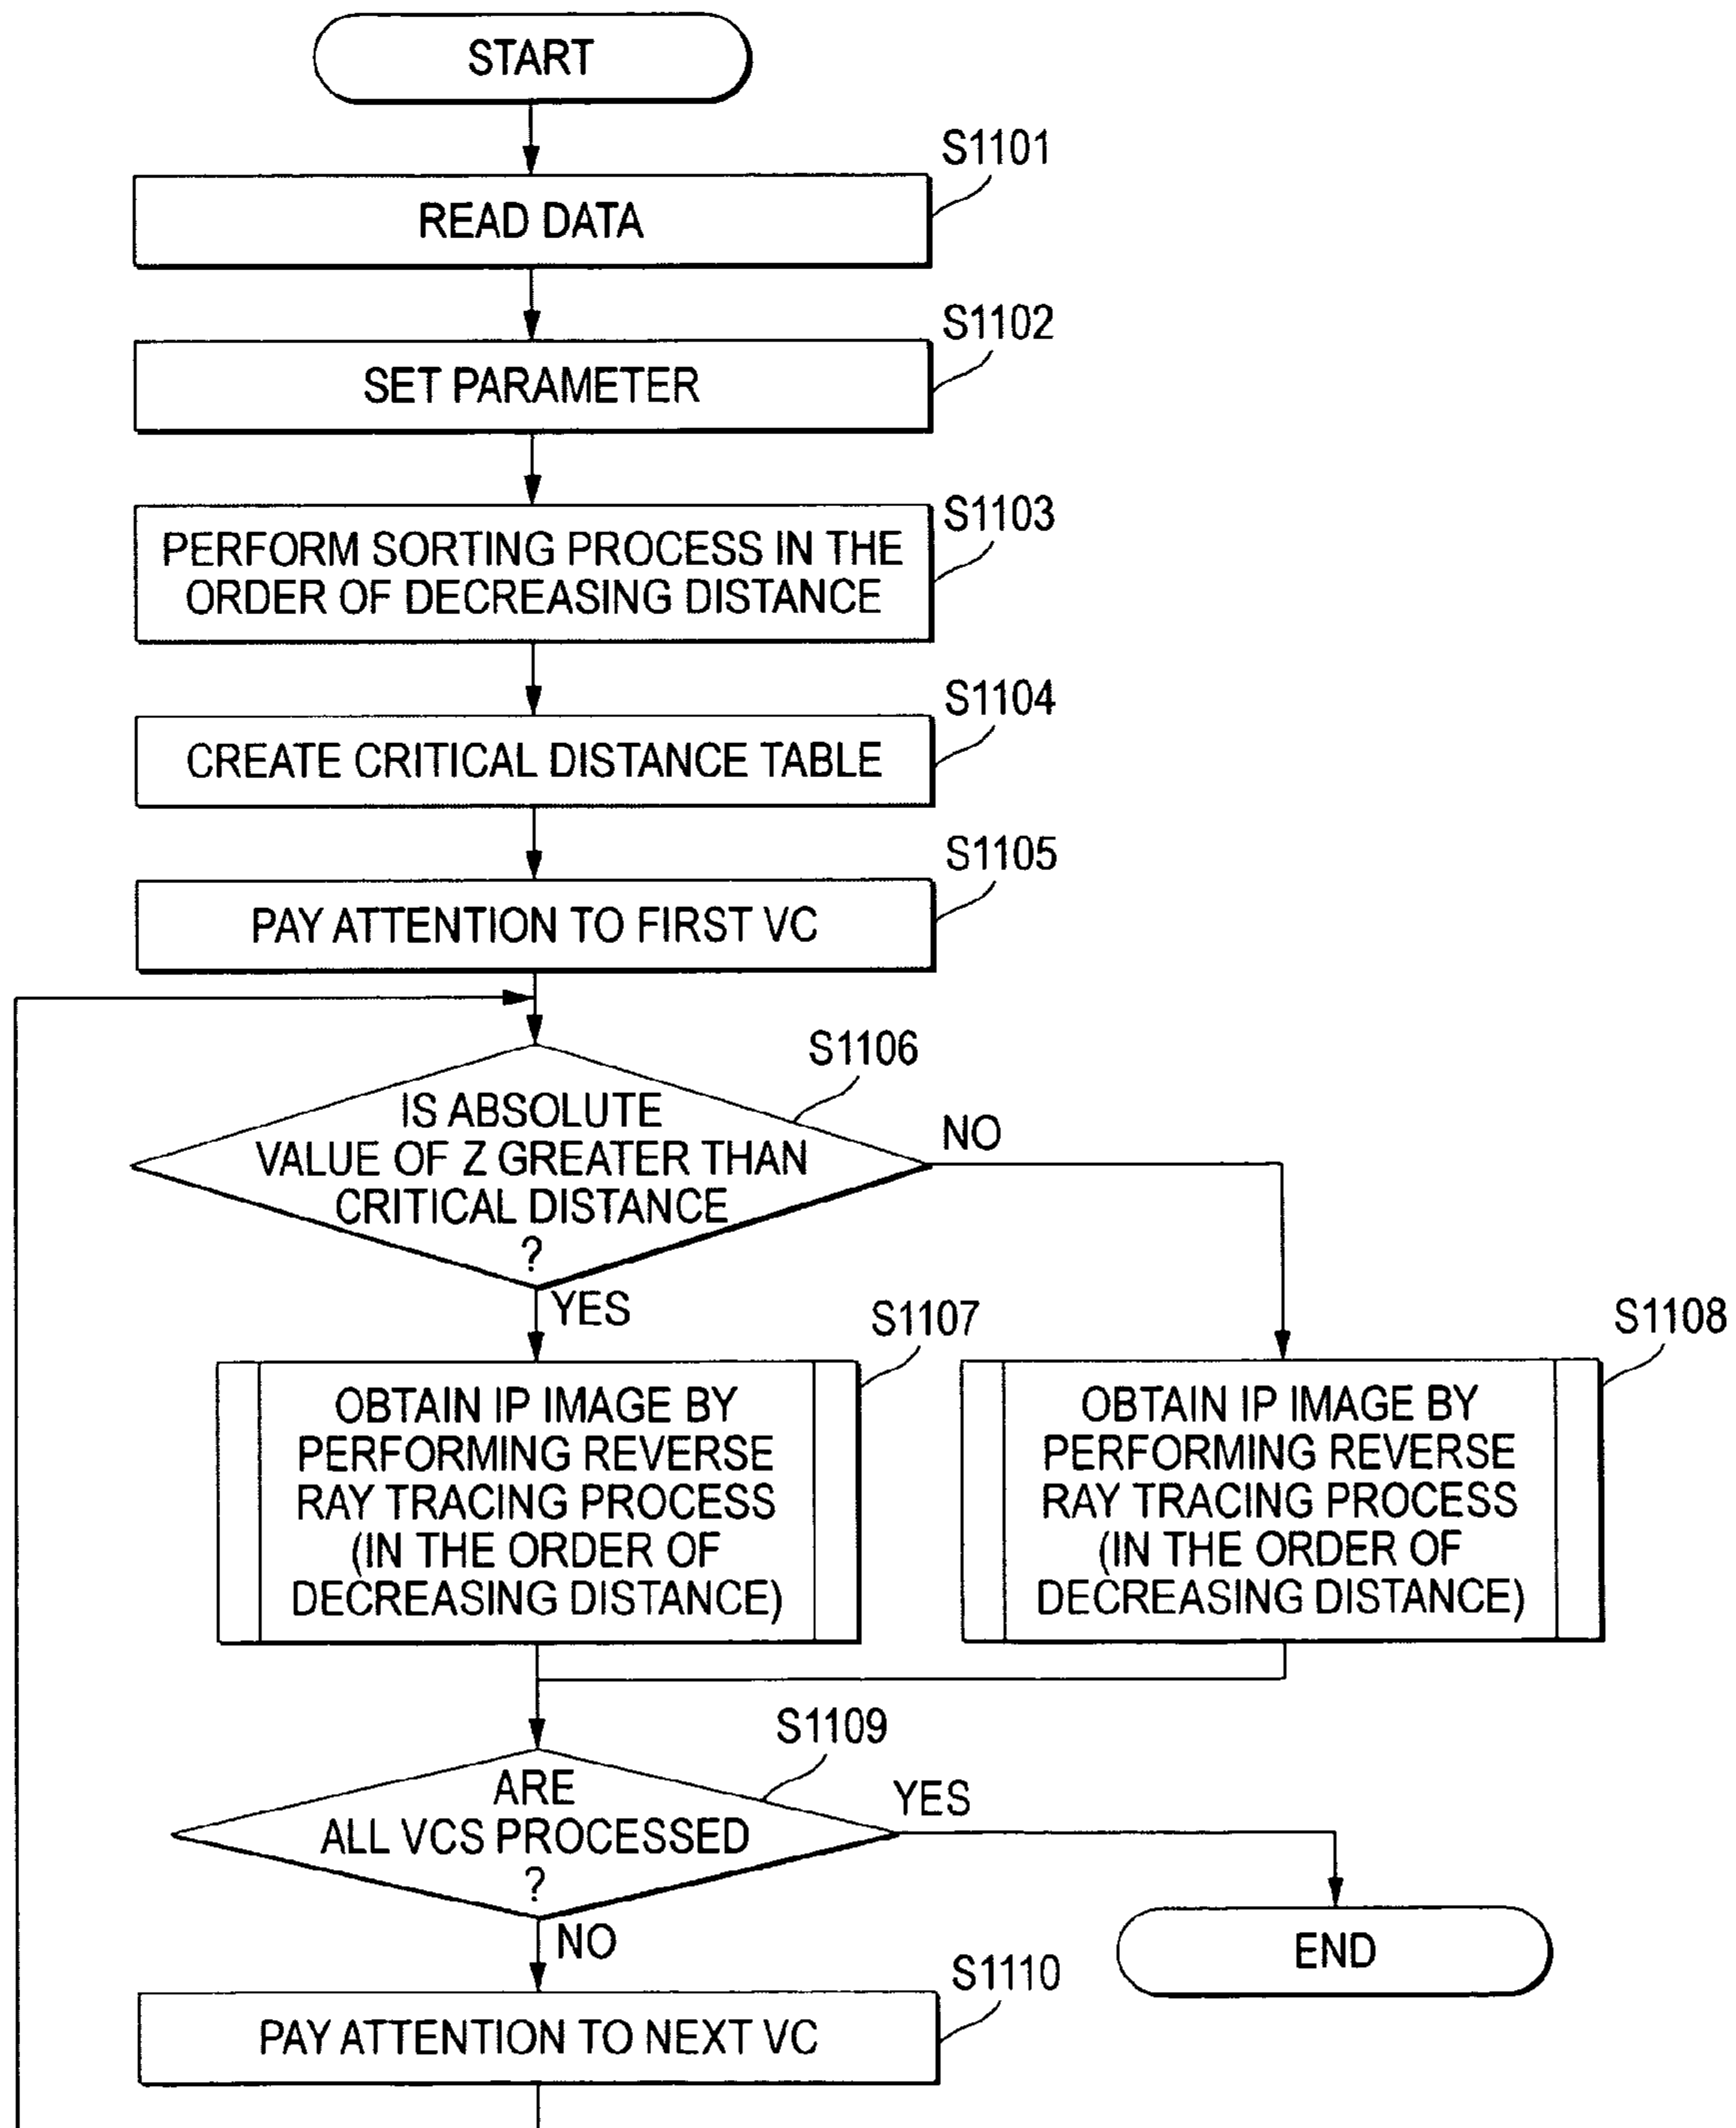 START
S1101
READ DATA
S1102
SET PARAMETER
S1103
PERFORM SORTING PROCESS IN THE
ORDER OF DECREASING DISTANCE
S1104
CREATE CRITICAL DISTANCE TABLE
S1105
PAY ATTENTION TO FIRST VC
S1106
IS ABSOLUTE
VALUE OF Z GREATER THAN
CRITICAL DISTANCE
?
NO
YES
S1107
OBTAIN IP IMAGE BY
PERFORMING REVERSE
RAY TRACING PROCESS
(IN THE ORDER OF
DECREASING DISTANCE)
S1108
OBTAIN IP IMAGE BY
PERFORMING REVERSE
RAY TRACING PROCESS
(IN THE ORDER OF
DECREASING DISTANCE)
S1109
ARE
ALL VCS PROCESSED
?
YES
NO
END
S1110
PAY ATTENTION TO NEXT VC